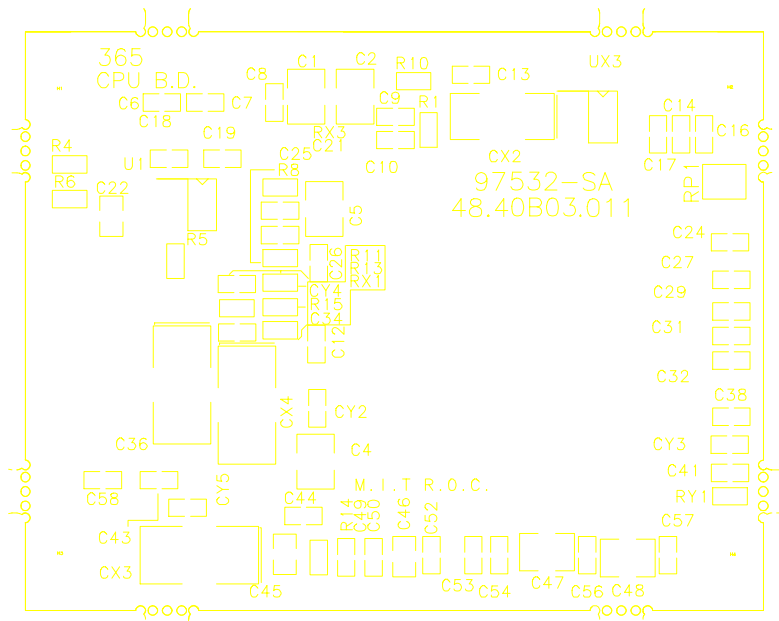 365
CPU B.D.
C1
C2
R10
C13
UX3
C8
C6
C7
C9
R1
C14
C18
C16
RX3
C21
C19
C10
CX2
C17
R4
U1
C25
R8
RP1
97532-SA
R6
C22
C5
48.40B03.011
C24
R5
C26
R11
RX1
C27
CY4
R15
C34
C29
C12
C31
C32
CX4
CY2
C38
C36
C4
CY3
C41
C58
CY5
M.I.T R.O.C.
RY1
C44
R14
C49
C50
C46
C52
C57
C43
CX3
C45
C53
C54
C47
C56
C48